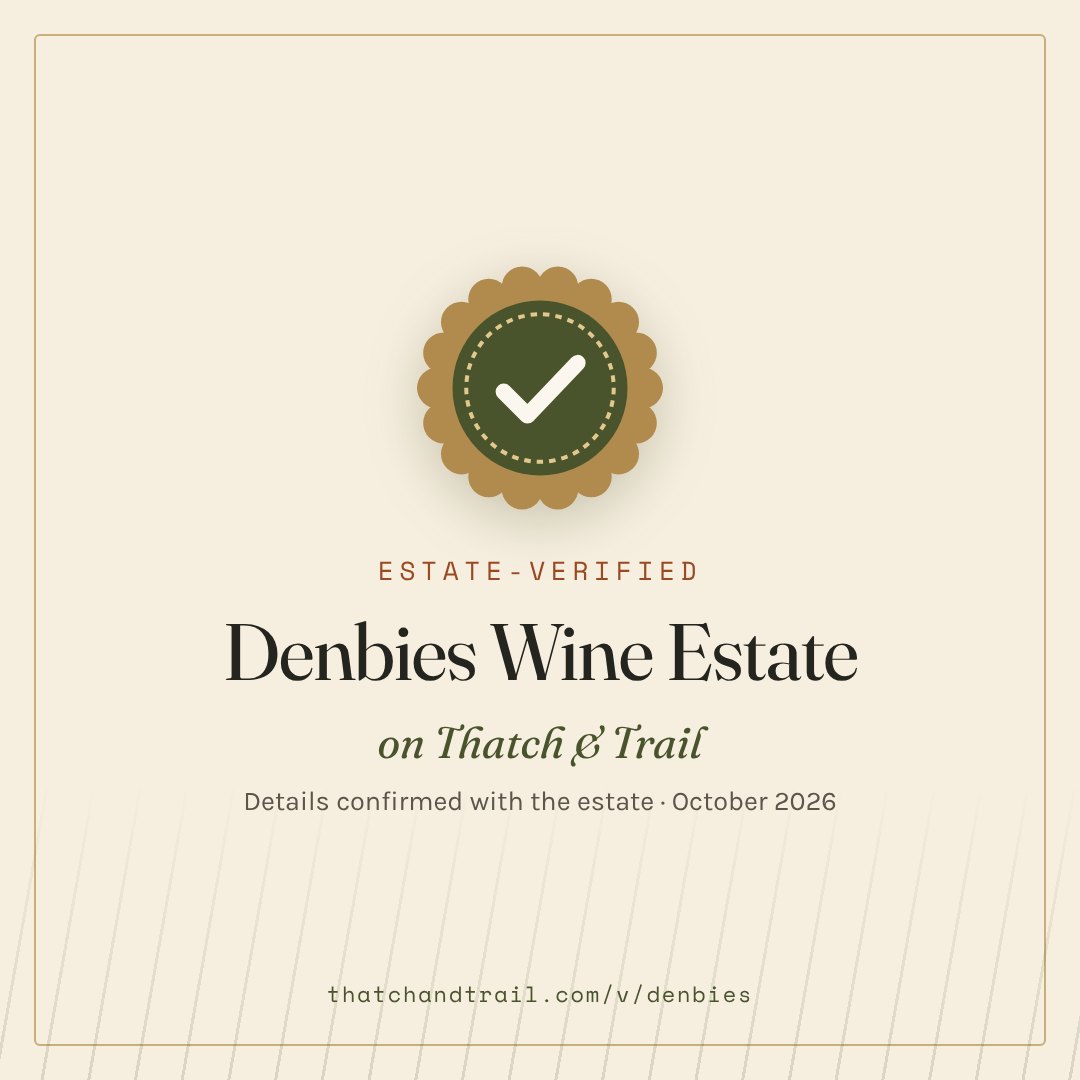 ESTATE-VERIFIED
Denbies Wine Estate
on Thatch & Trail
Details confirmed with the estate · October 2026
thatchandtrail.com/v/denbies